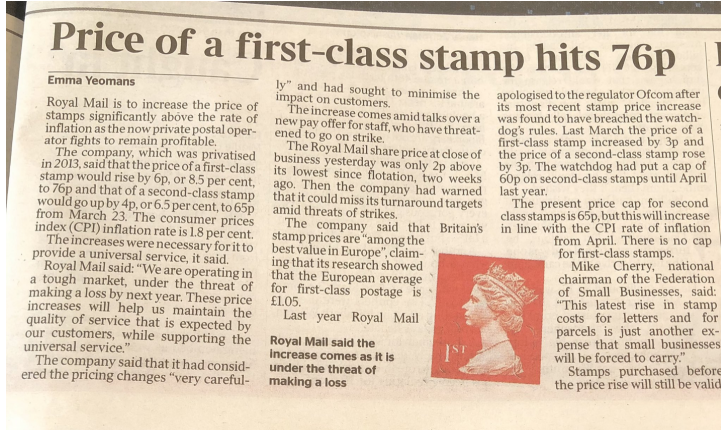 Price of a first-class stamp hits 76p
Emma Yeomans
Royal Mail is to increase the price of
stamps significantly above the rate of
inflation as the now private postal oper-
ator fights to remain profitable.
The company, which was privatised
in 2013, said that the price of a first-class
stamp would rise by 6p, or 8.5 per cent,
to 76p and that of a second-class stamp
would go up by 4p, or 6.5 per cent, to 65p
from March 23. The consumer prices
index (CPI) inflation rate is 1.8 per cent.
The increases were necessary for it to
provide a universal service, it said.
Royal Mail said: “We are operating in
a tough market, under the threat of
making a loss by next year. These price
increases will help us maintain the
quality of service that is expected by
our customers, while supporting the
universal service.”
The company said that it had consid-
ered the pricing changes “very careful-
ly” and had sought to minimise the
impact on customers.
The increase comes amid talks over a
new pay offer for staff, who have threat-
ened to go on strike.
The Royal Mail share price at close of
business yesterday was only 2p above
its lowest since flotation, two weeks
ago. Then the company had warned
that it could miss its turnaround targets
amid threats of strikes.
The company said that Britain’s
stamp prices are “among the
best value in Europe”, claim-
ing that its research showed
that the European average
for first-class postage is
£1.05.
Last year Royal Mail
Royal Mail said the
increase comes as it is
under the threat of
making a loss
1ST
apologised to the regulator Ofcom after
its most recent stamp price increase
was found to have breached the watch-
dog’s rules. Last March the price of a
first-class stamp increased by 3p and
the price of a second-class stamp rose
by 3p. The watchdog had put a cap of
60p on second-class stamps until April
last year.
The present price cap for second
class stamps is 65p, but this will increase
in line with the CPI rate of inflation
from April. There is no cap
for first-class stamps.
Mike Cherry, national
chairman of the Federation
of Small Businesses, said:
“This latest rise in stamp
costs for letters and for
parcels is just another ex-
pense that small businesses
will be forced to carry.”
Stamps purchased before
the price rise will still be valid